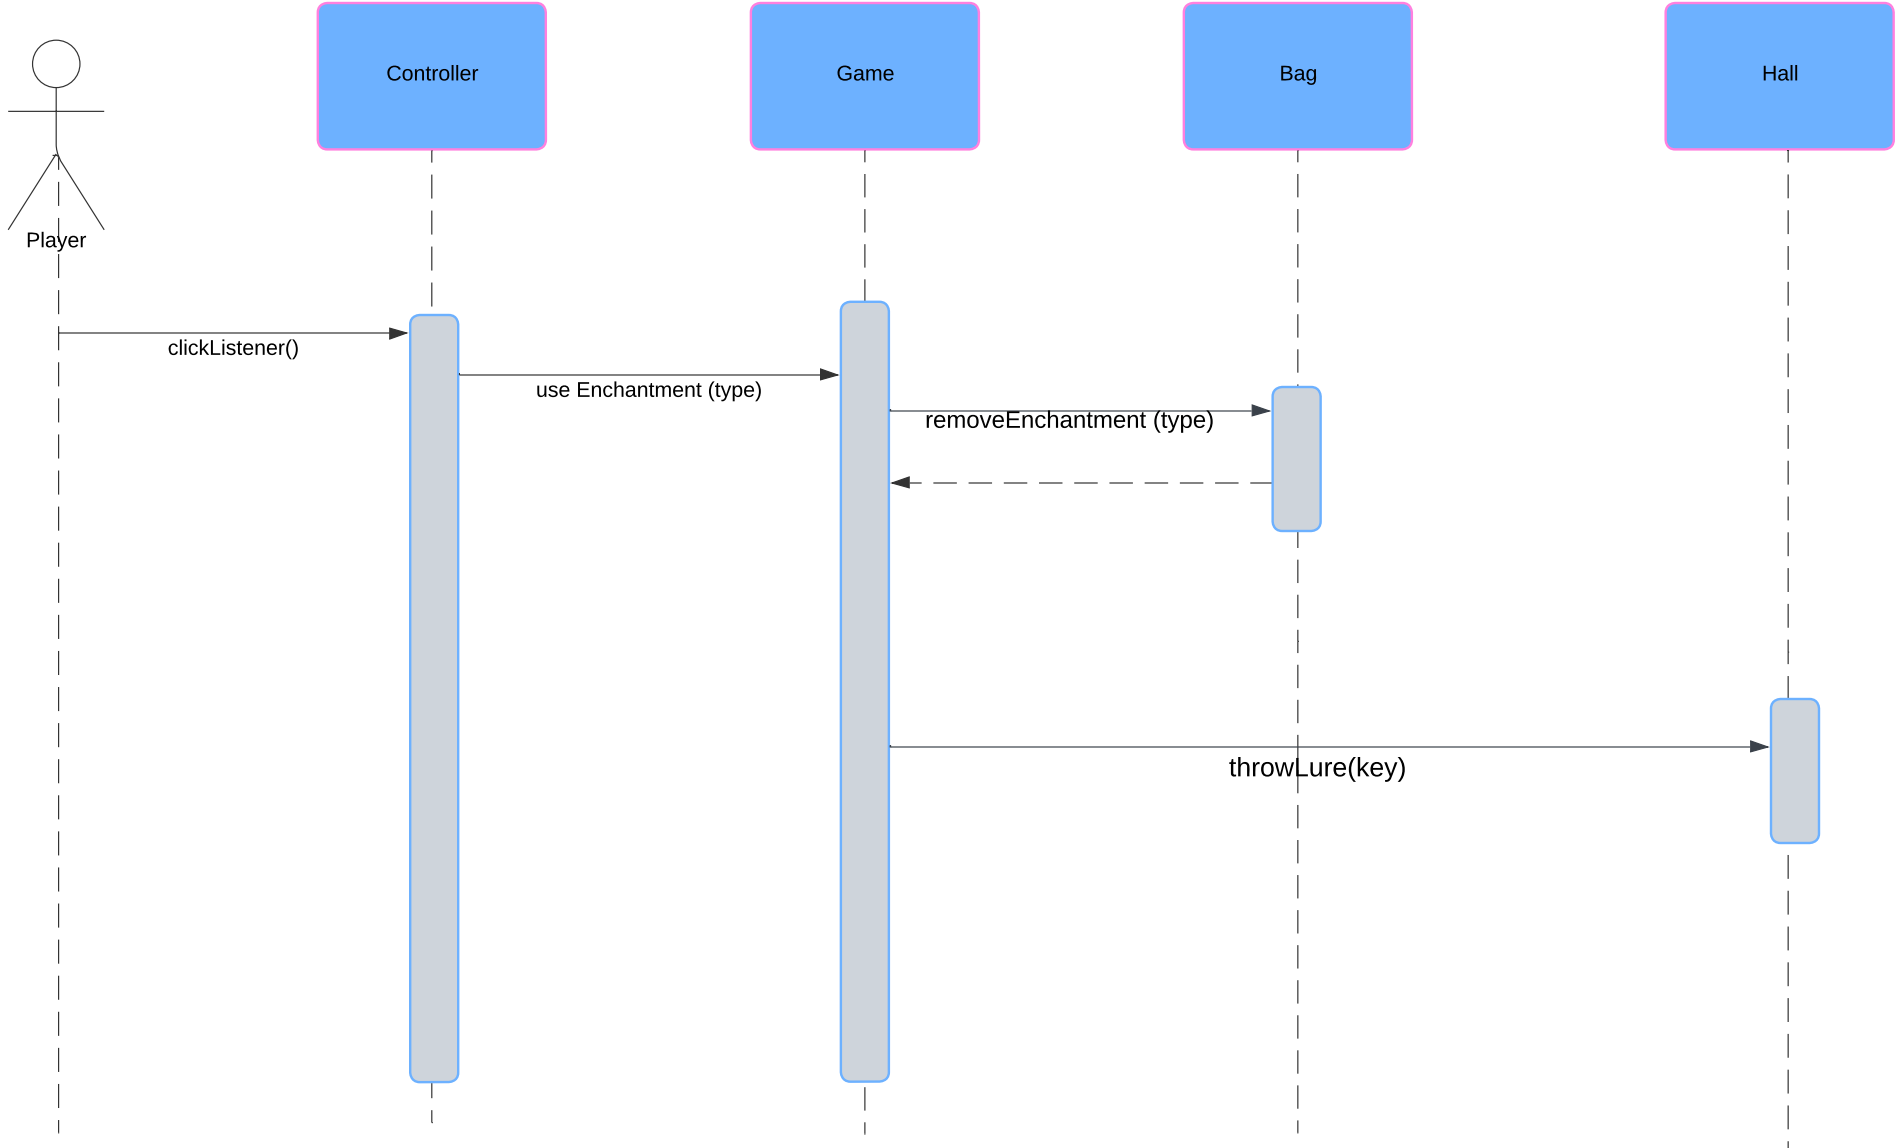 Controller
Game
Bag
Hall
Player
clickListener()
use Enchantment (type)
removeEnchantment (type)
throwLure(key)